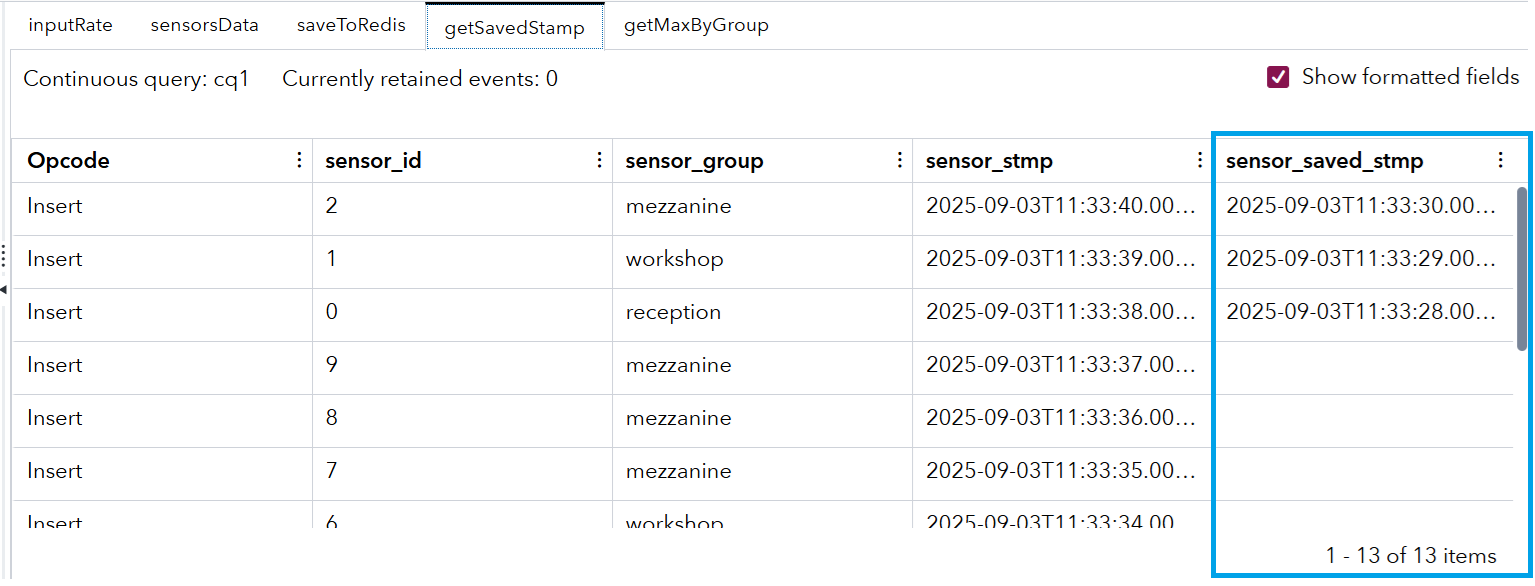 inputRate sensorsData saveToRedis getSavedStamp getMaxByGroup
Continuous query: cq1 Currently retained events: 0 Show formatted fields
Opcode sensor_id sensor_group sensor_stmp sensor_saved_stmp
Insert 2 mezzanine 2025-09-03T11:33:40.00... 2025-09-03T11:33:30.00...
Insert 1 workshop 2025-09-03T11:33:39.00... 2025-09-03T11:33:29.00...
Insert 0 reception 2025-09-03T11:33:38.00... 2025-09-03T11:33:28.00...
Insert 9 mezzanine 2025-09-03T11:33:37.00...
Insert 8 mezzanine 2025-09-03T11:33:36.00...
Insert 7 mezzanine 2025-09-03T11:33:35.00...
Insert 6 workshop 2025-09-03T11:33:34.00
1 - 13 of 13 items